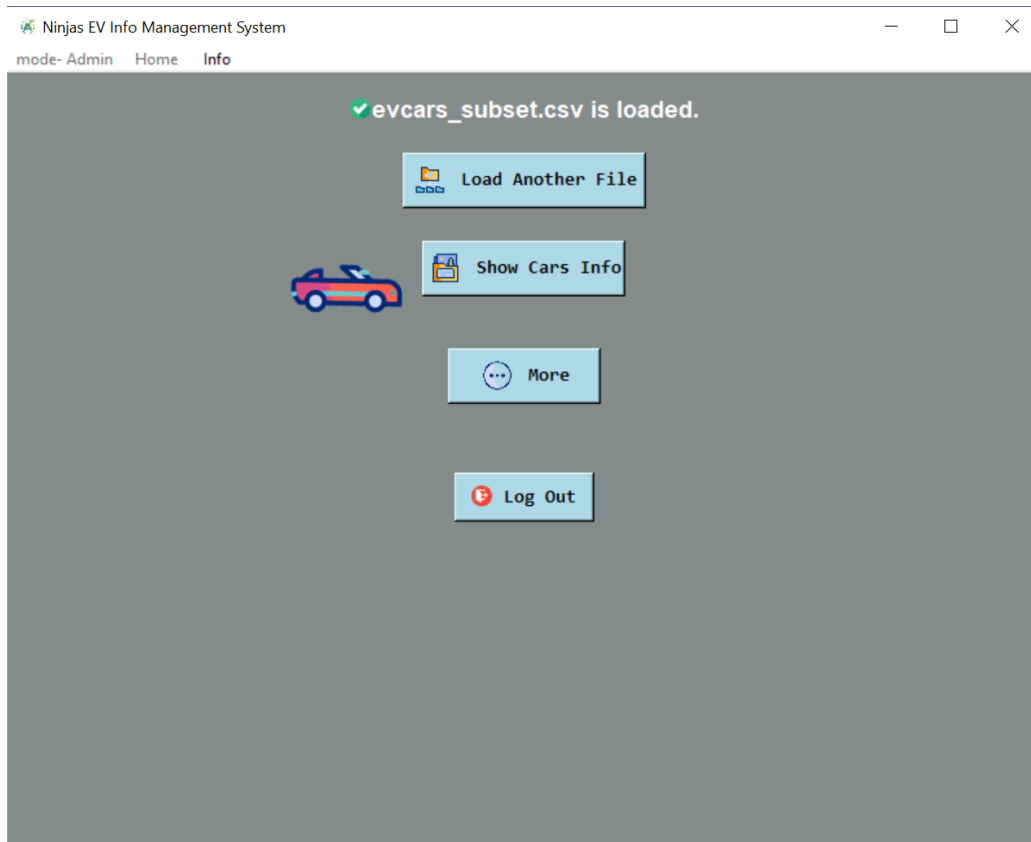 Ninjas EV Info Management System
mode- Admin Home Info
evcars_subset.csv is loaded.
Load Another File
Show Cars Info
More
Log Out